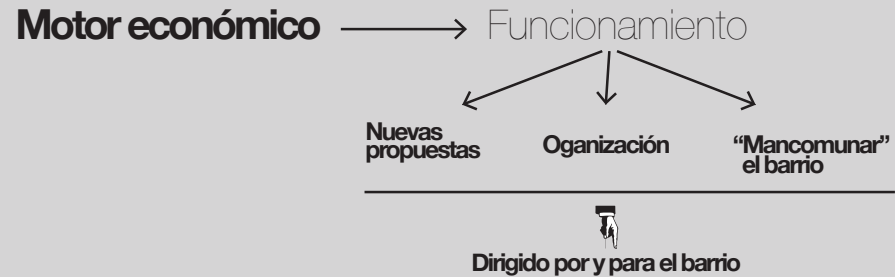 Motor económico
Funcionamiento
Nuevas
propuestas
Oganización
“Mancomunar”
el barrio
Dirigido por y para el barrio